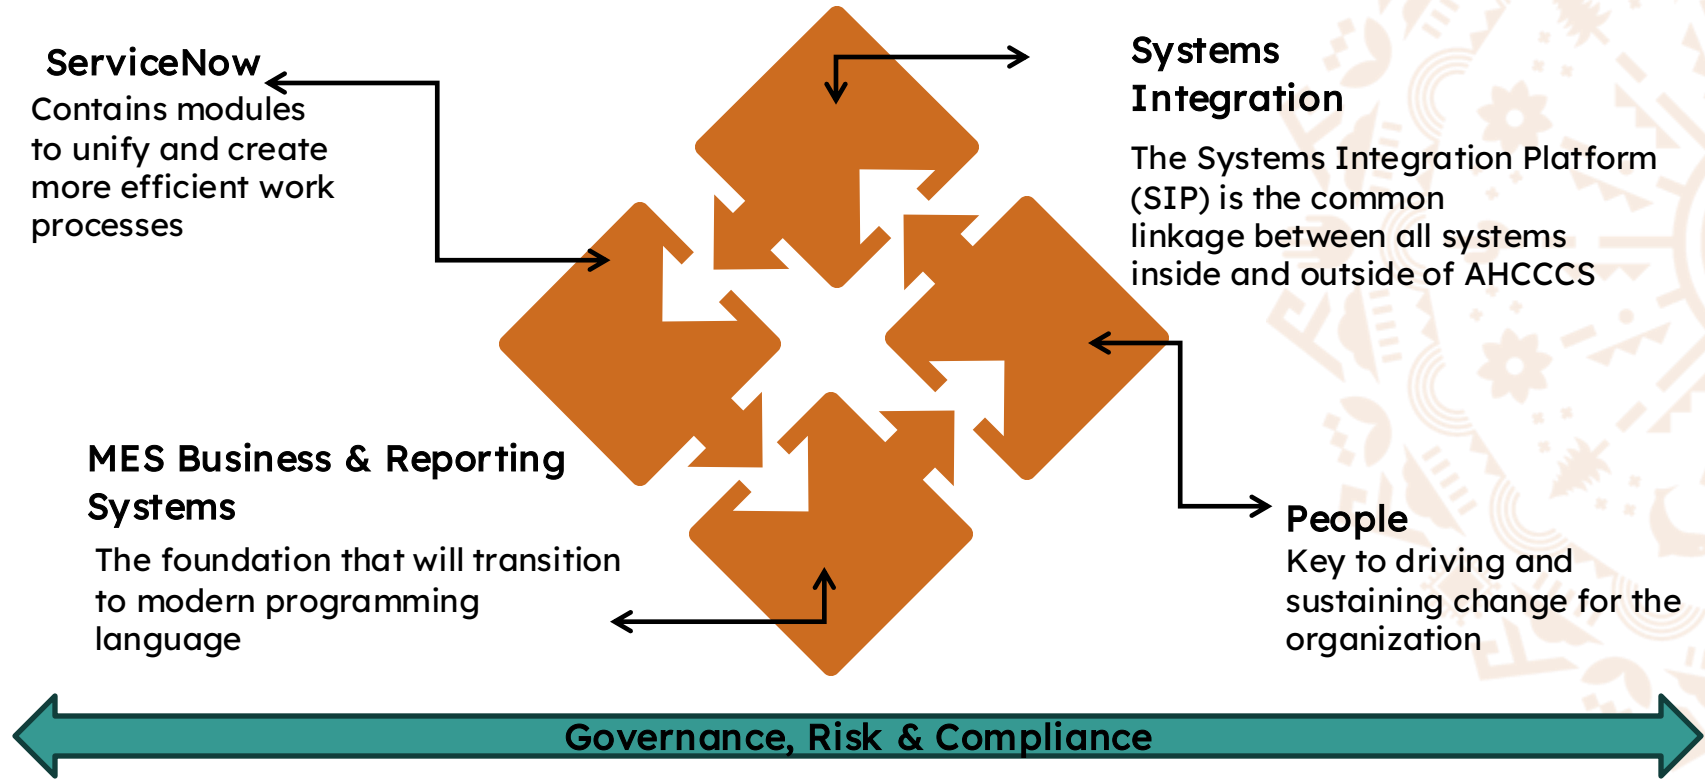 ServiceNow
Contains modules
to unify and create
more efficient work
processes
Systems
Integration
The Systems Integration Platform
(SIP) is the common
linkage between all systems
inside and outside of AHCCCS
MES Business & Reporting
Systems
The foundation that will transition
to modern programming
language
People
Key to driving and
sustaining change for the
organization
Governance, Risk & Compliance